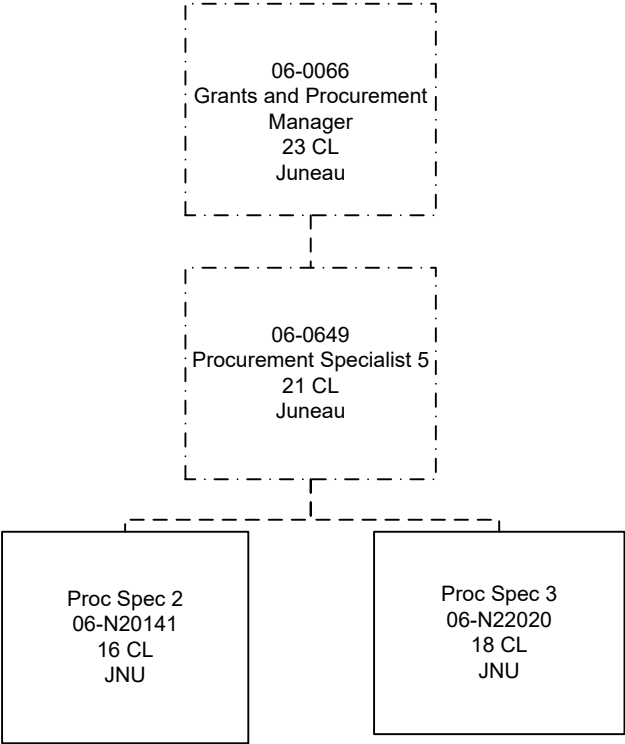 06-0066
Grants and Procurement
Manager
23 CL
Juneau
06-0649
Procurement Specialist 5
21 CL
Juneau
Proc Spec 2
06-N20141
16 CL
JNU
Proc Spec 3
06-N22020
18 CL
JNU